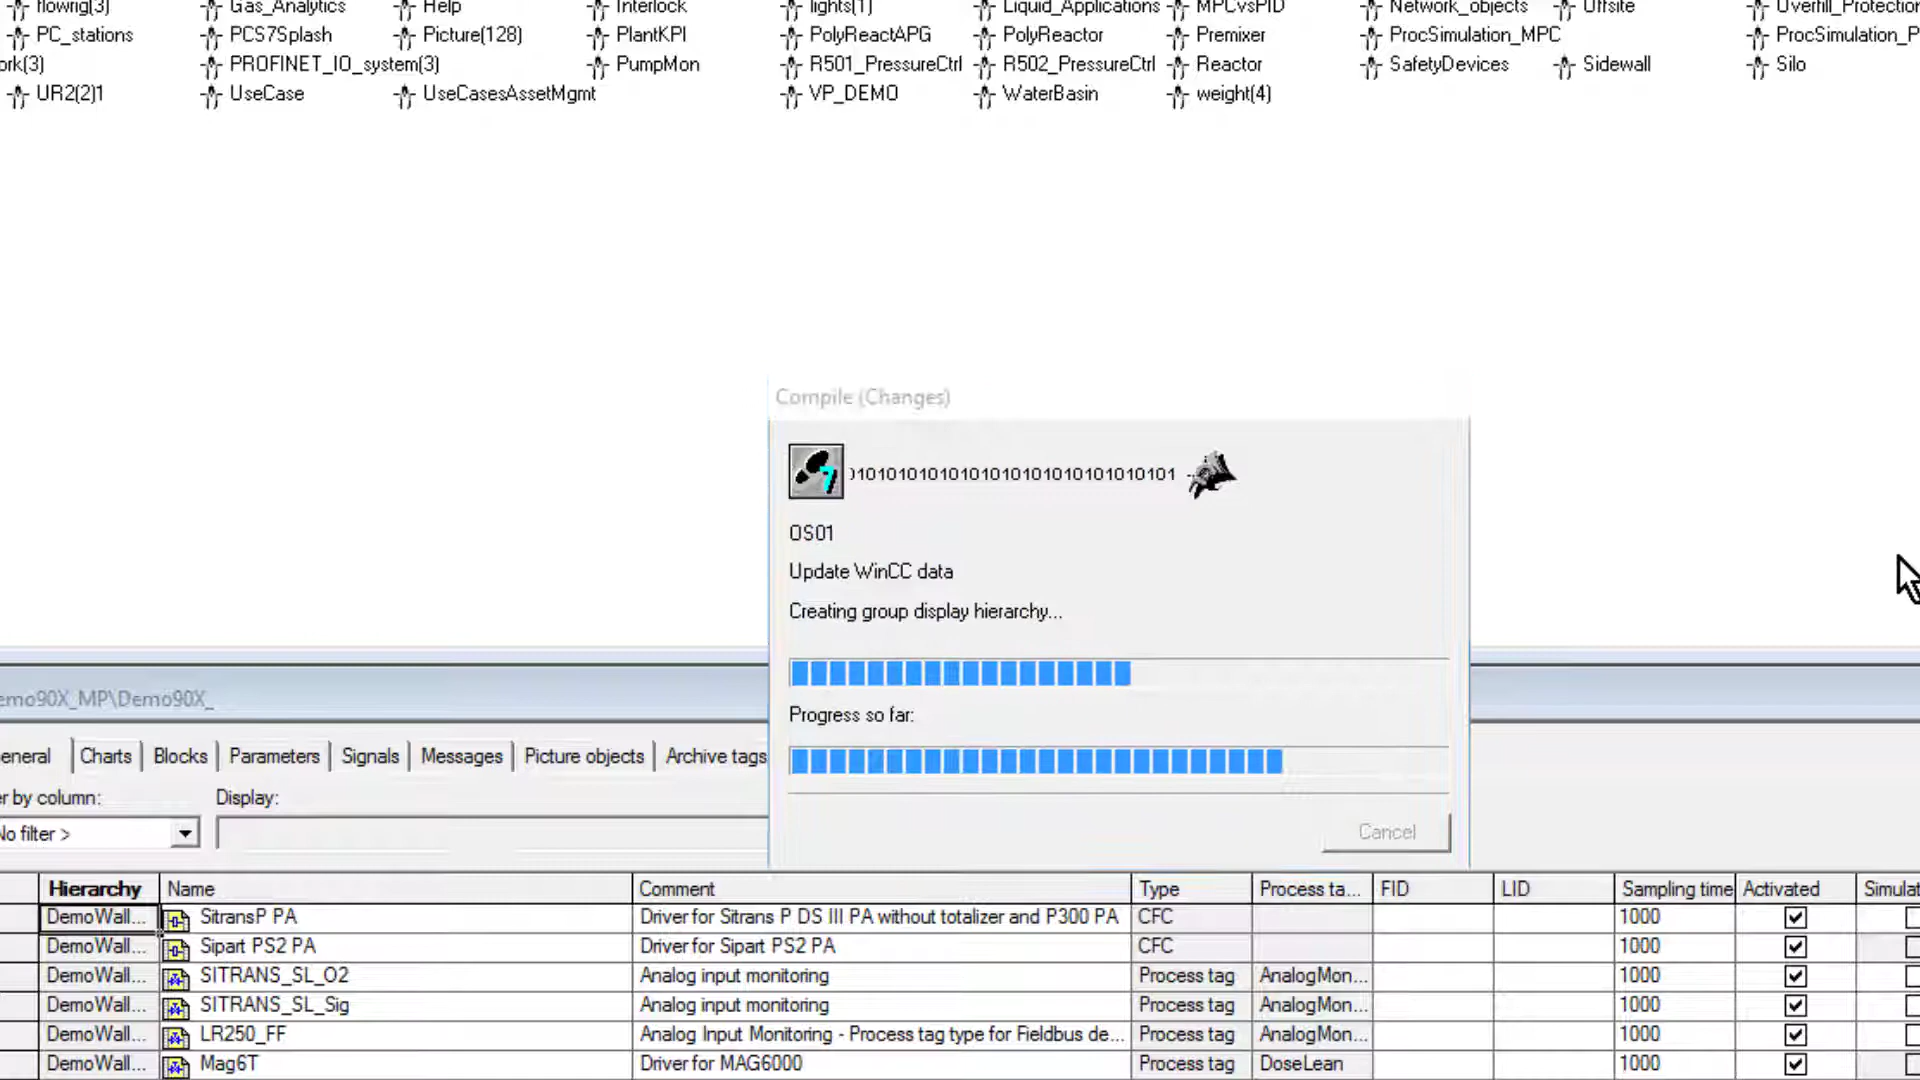 flowrig(3) Gas_Analytics Help Interlock lights(1) Liquid_Applications MPCvsPID Network_objects Offsite Overfill_Protection
PC_stations PCS7Splash Picture(128) PlantKPI PolyReactAPG PolyReactor Premixer ProcSimulation_MPC ProcSimulation_P
ork(3) PROFINET_IO_system(3) PumpMon R501_PressureCtrl R502_PressureCtrl Reactor SafetyDevices Sidewall Silo
UR2(2)1 UseCase UseCasesAssetMgmt VP_DEMO WaterBasin weight(4)
Compile (Changes)
)1010101010101010101010101010101
OS01
Update WinCC data
Creating group display hierarchy...
Progress so far:
Cancel
emo90X_MP\Demo90X_
eneral Charts Blocks Parameters Signals Messages Picture objects Archive tags
er by column: Display:
No filter >
Hierarchy Name Comment Type Process ta... FID LID Sampling time Activated Simulat
DemoWall... SitransP PA Driver for Sitrans P DS III PA without totalizer and P300 PA CFC 1000
DemoWall... Sipart PS2 PA Driver for Sipart PS2 PA CFC 1000
DemoWall... SITRANS_SL_O2 Analog input monitoring Process tag AnalogMon... 1000
DemoWall... SITRANS_SL_Sig Analog input monitoring Process tag AnalogMon... 1000
DemoWall... LR250_FF Analog Input Monitoring - Process tag type for Fieldbus de... Process tag AnalogMon... 1000
DemoWall... Mag6T Driver for MAG6000 Process tag DoseLean 1000